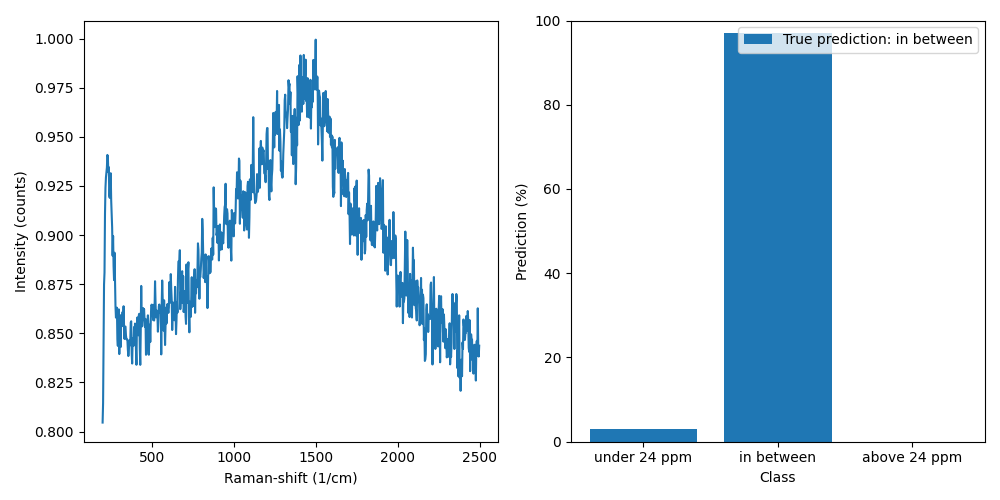 1.000
0.975
0.950
0.925
0.900
0.875
0.850
0.825
0.800
Intensity (counts)
500
1000
1500
2000
2500
Raman-shift (1/cm)
100
80
60
40
20
0
Prediction (%)
True prediction: in between
under 24 ppm
in between
above 24 ppm
Class